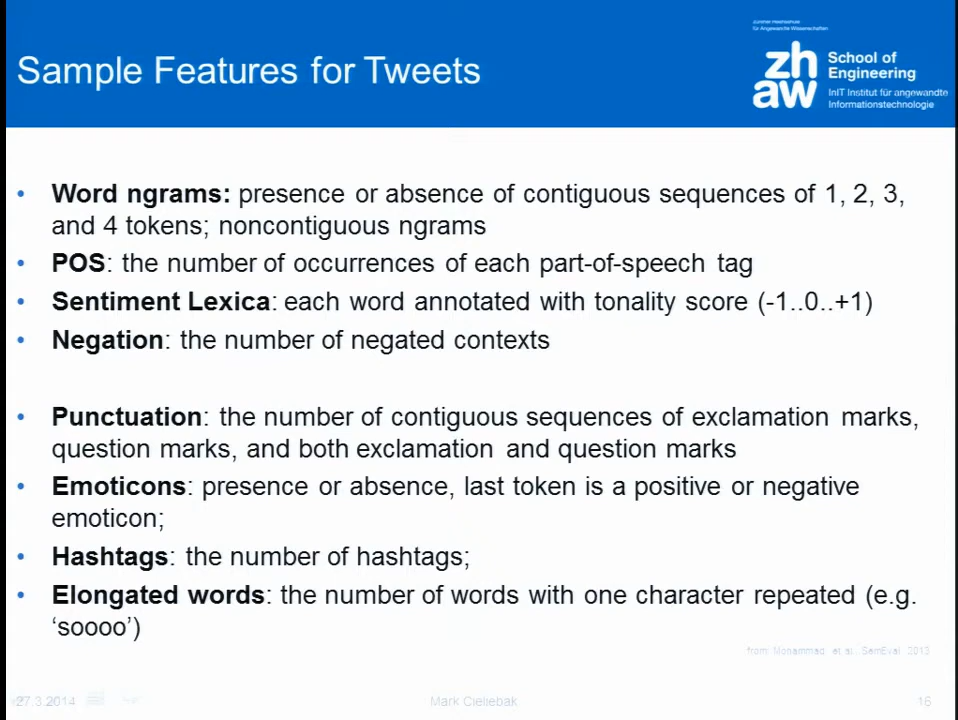 Sample Features for Tweets
Zürcher Hochschule
für Angewandte Wissenschaften
zh
aw
School of
Engineering
InIT Institut für angewandte
Informationstechnologie
• Word ngrams: presence or absence of contiguous sequences of 1, 2, 3,
and 4 tokens; noncontiguous ngrams
• POS: the number of occurrences of each part-of-speech tag
• Sentiment Lexica: each word annotated with tonality score (-1..0..+1)
• Negation: the number of negated contexts
• Punctuation: the number of contiguous sequences of exclamation marks,
question marks, and both exclamation and question marks
• Emoticons: presence or absence, last token is a positive or negative
emoticon;
• Hashtags: the number of hashtags;
• Elongated words: the number of words with one character repeated (e.g.
‘soooo’)
from: Mohammad et al., SemEval 2013
27.3.2014
Mark Cieliebak
16